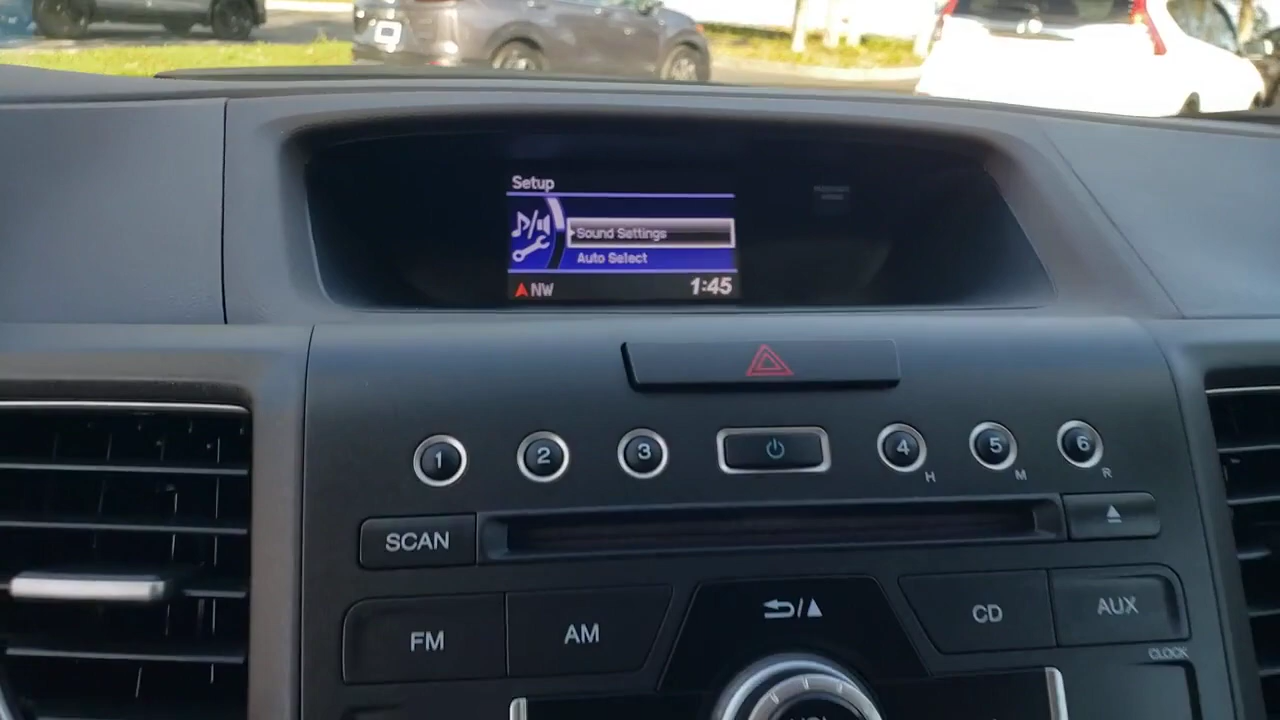 Setup
Sound Settings
Auto Select
NW 1:45
1 2 3 4 5 6
H M R
SCAN
FM AM CD AUX
CLOCK
VOL